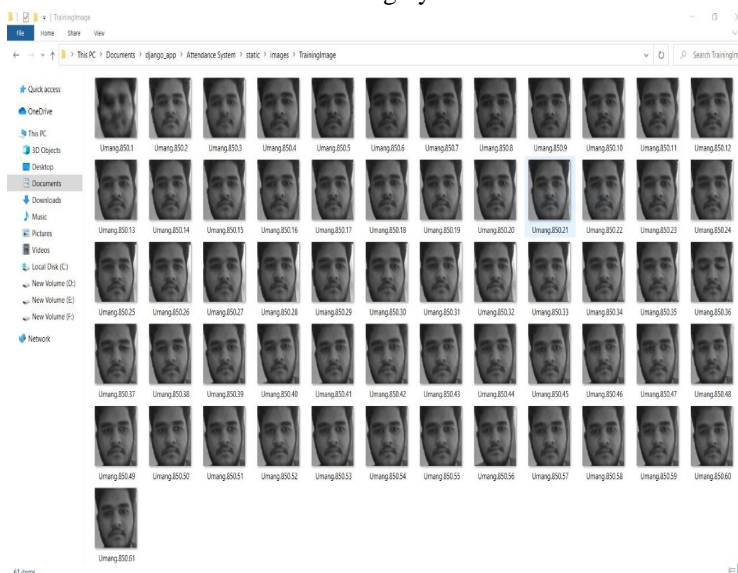 TrainingImage
File Home Share View
This PC > Documents > django_app > Attendance System > static > images > TrainingImage
Search TrainingIm
Quick access
OneDrive
This PC
3D Objects
Desktop
Documents
Downloads
Music
Pictures
Videos
Local Disk (C:)
New Volume (D:)
New Volume (E:)
New Volume (F:)
Network
Umang.850.1 Umang.850.2 Umang.850.3 Umang.850.4 Umang.850.5 Umang.850.6 Umang.850.7 Umang.850.8 Umang.850.9 Umang.850.10 Umang.850.11 Umang.850.12
Umang.850.13 Umang.850.14 Umang.850.15 Umang.850.16 Umang.850.17 Umang.850.18 Umang.850.19 Umang.850.20 Umang.850.21 Umang.850.22 Umang.850.23 Umang.850.24
Umang.850.25 Umang.850.26 Umang.850.27 Umang.850.28 Umang.850.29 Umang.850.30 Umang.850.31 Umang.850.32 Umang.850.33 Umang.850.34 Umang.850.35 Umang.850.36
Umang.850.37 Umang.850.38 Umang.850.39 Umang.850.40 Umang.850.41 Umang.850.42 Umang.850.43 Umang.850.44 Umang.850.45 Umang.850.46 Umang.850.47 Umang.850.48
Umang.850.49 Umang.850.50 Umang.850.51 Umang.850.52 Umang.850.53 Umang.850.54 Umang.850.55 Umang.850.56 Umang.850.57 Umang.850.58 Umang.850.59 Umang.850.60
Umang.850.61
61 items